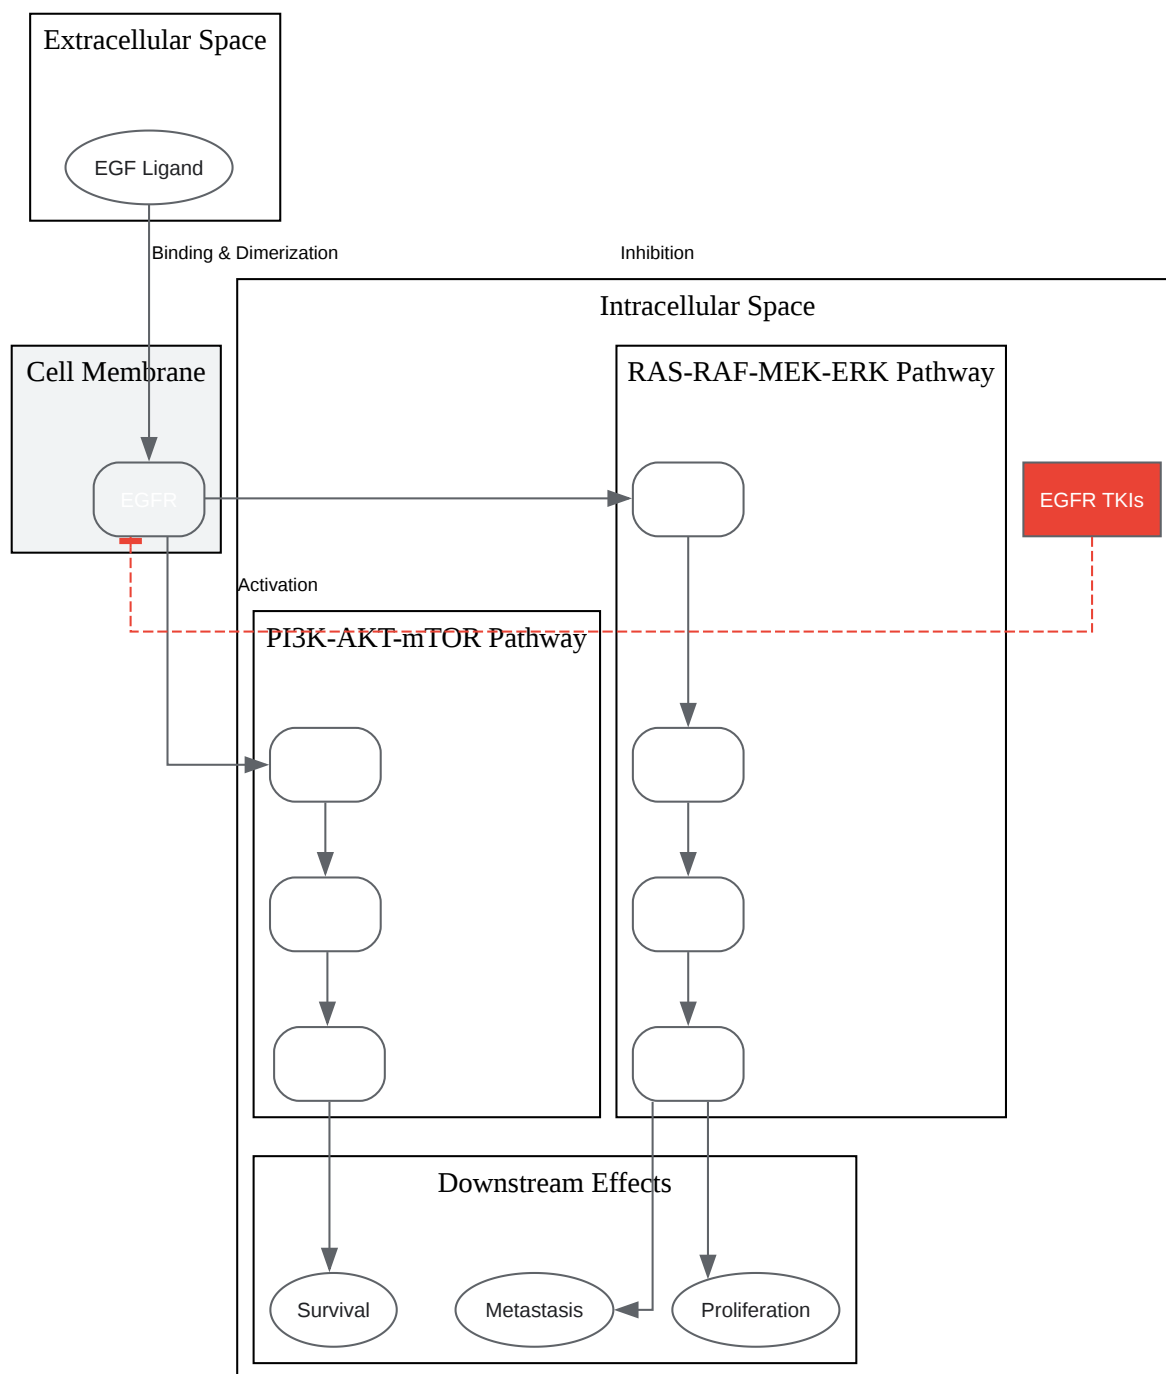 Extracellular Space
EGF Ligand
Binding & Dimerization
Inhibition
Intracellular Space
Cell Membrane
RAS-RAF-MEK-ERK Pathway
EGFR
EGFR TKIs
Activation
PI3K-AKT-mTOR Pathway
Downstream Effects
Survival
Metastasis
Proliferation